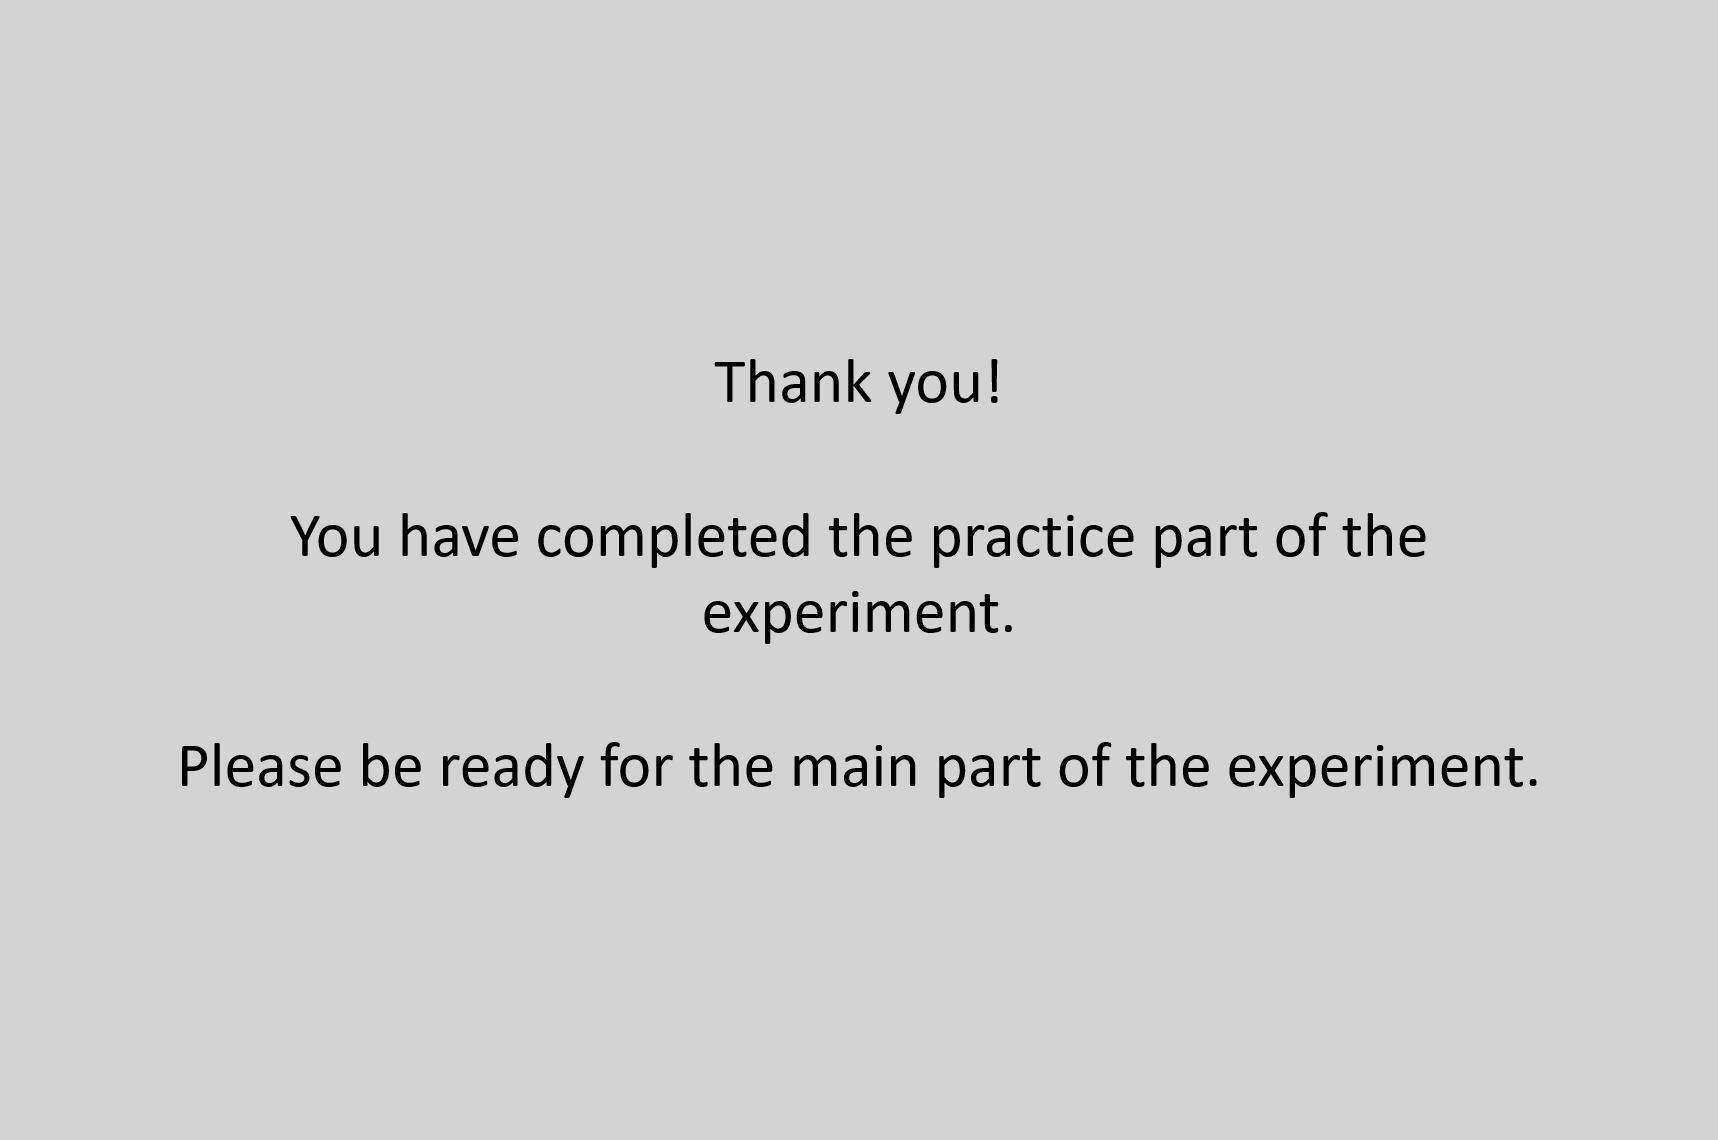 Thank you!
You have completed the practice part of the
experiment.
Please be ready for the main part of the experiment.